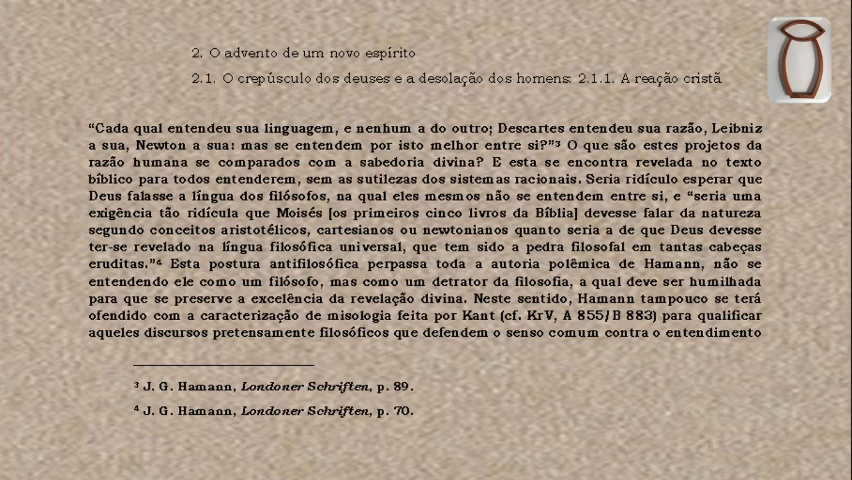 2. O advento de um novo espírito
2.1. O crepúsculo dos deuses e a desolação dos homens: 2.1.1. A reação cristã
“Cada qual entendeu sua linguagem, e nenhum a do outro; Descartes entendeu sua razão, Leibniz
a sua, Newton a sua: mas se entendem por isto melhor entre si?”³ O que são estes projetos da
razão humana se comparados com a sabedoria divina? E esta se encontra revelada no texto
bíblico para todos entenderem, sem as sutilezas dos sistemas racionais. Seria ridículo esperar que
Deus falasse a língua dos filósofos, na qual eles mesmos não se entendem entre si, e “seria uma
exigência tão ridícula que Moisés [os primeiros cinco livros da Bíblia] devesse falar da natureza
segundo conceitos aristotélicos, cartesianos ou newtonianos quanto seria a de que Deus devesse
ter-se revelado na língua filosófica universal, que tem sido a pedra filosofal em tantas cabeças
eruditas.”⁴ Esta postura antifilosófica perpassa toda a autoria polêmica de Hamann, não se
entendendo ele como um filósofo, mas como um detrator da filosofia, a qual deve ser humilhada
para que se preserve a excelência da revelação divina. Neste sentido, Hamann tampouco se terá
ofendido com a caracterização de misologia feita por Kant (cf. KrV, A 855/B 883) para qualificar
aqueles discursos pretensamente filosóficos que defendem o senso comum contra o entendimento
³ J. G. Hamann, Londoner Schriften, p. 89.
⁴ J. G. Hamann, Londoner Schriften, p. 70.